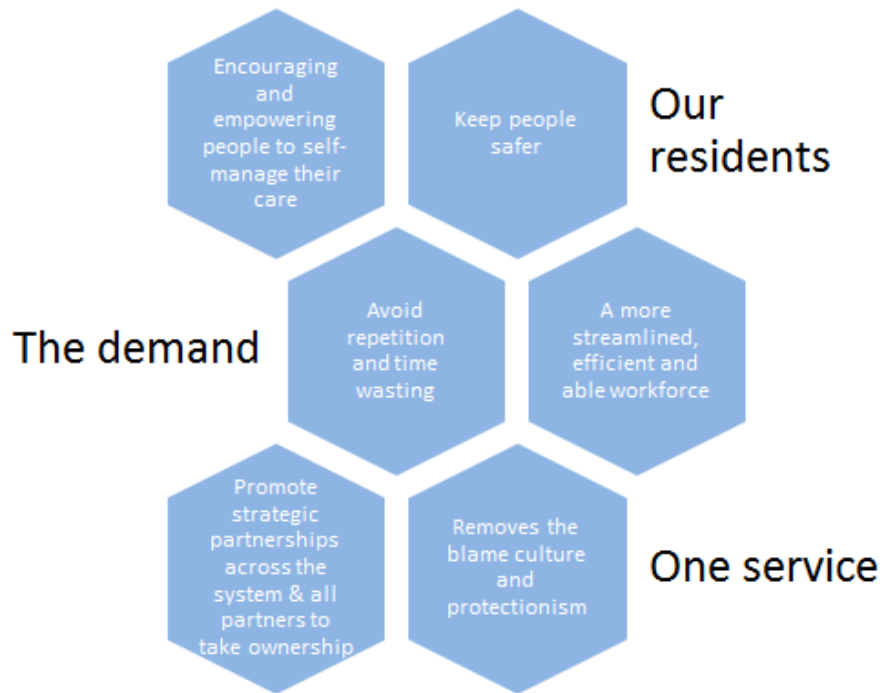 Encouraging
and
empowering
people to self-
manage their
care
Keep people
safer
Our
residents
The demand
Avoid
repetition
and time
wasting
A more
streamlined,
efficient and
able workforce
Promote
strategic
partnerships
across the
system & all
partners to
take ownership
Removes the
blame culture
and
protectionism
One service